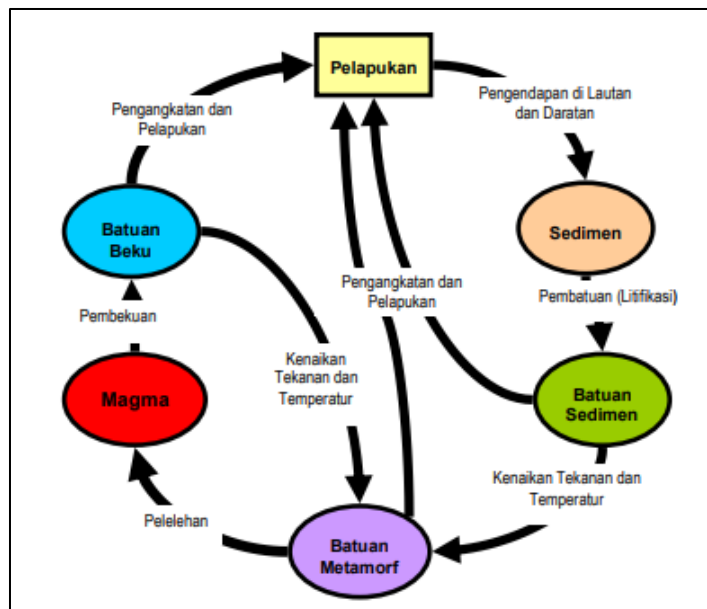 Pelapukan
Pengangkatan dan
Pelapukan
Pengendapan di Lautan
dan Daratan
Batuan
Beku
Sedimen
Pengangkatan dan
Pelapukan
Pembatuan (Litifikasi)
Pembekuan
Kenaikan
Tekanan dan
Temperatur
Magma
Batuan
Sedimen
Kenaikan Tekanan dan
Temperatur
Pelelehan
Batuan
Metamorf